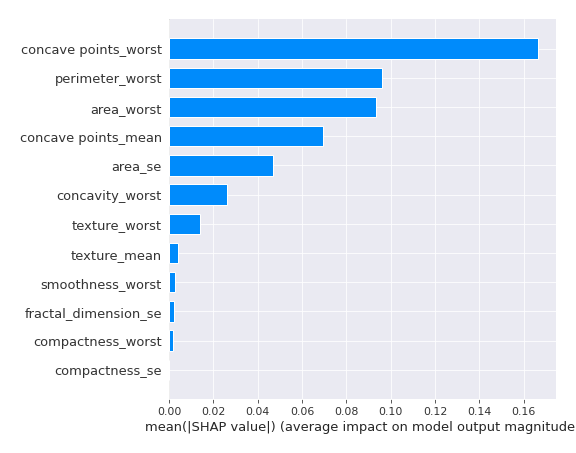 concave points_worst
perimeter_worst
area_worst
concave points_mean
area_se
concavity_worst
texture_worst
texture_mean
smoothness_worst
fractal_dimension_se
compactness_worst
compactness_se
0.00 0.02 0.04 0.06 0.08 0.10 0.12 0.14 0.16
mean(|SHAP value|) (average impact on model output magnitude